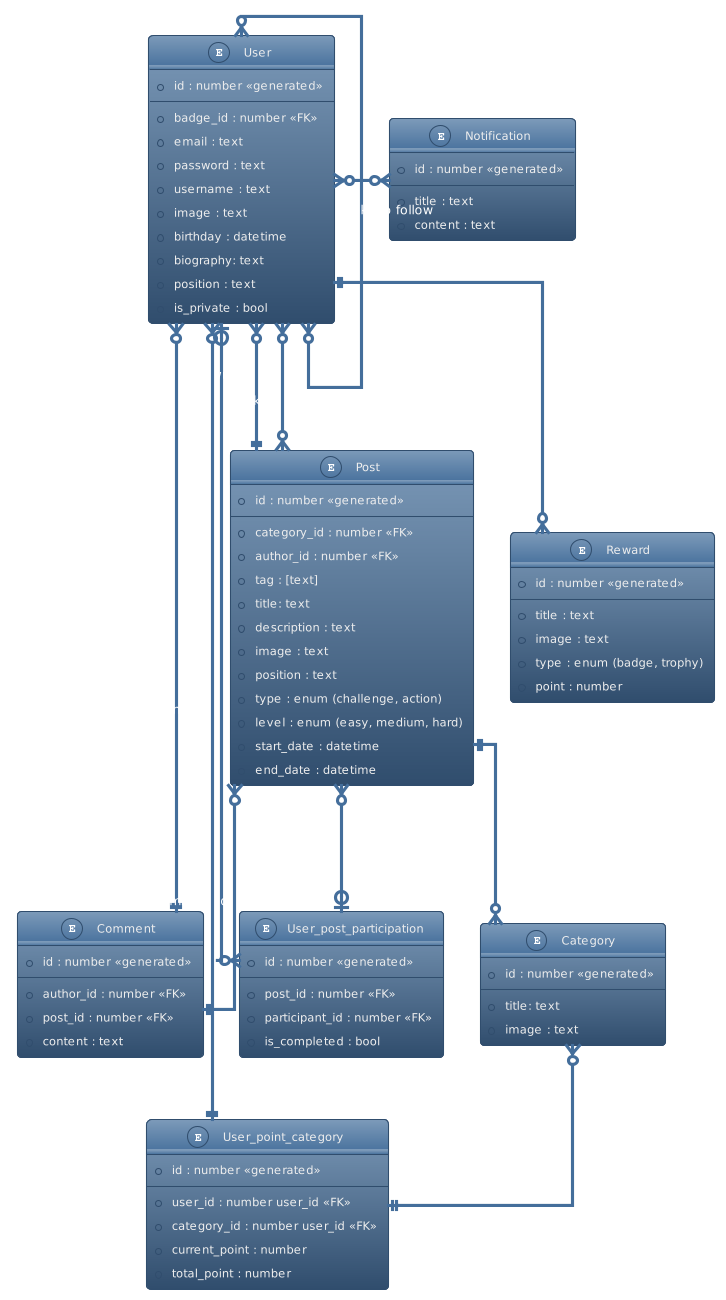 E User
id : number «generated»
badge_id : number «FK»
email : text
password : text
username : text
image : text
birthday : datetime
biography: text
position : text
is_private : bool
E Notification
id : number «generated»
title : text
follow
content : text
E Post
id : number «generated»
category_id : number «FK»
author_id : number «FK»
tag : [text]
title: text
description : text
image : text
position : text
type : enum (challenge, action)
level : enum (easy, medium, hard)
start_date : datetime
end_date : datetime
E Reward
id : number «generated»
title : text
image : text
type : enum (badge, trophy)
point : number
E Comment
id : number «generated»
author_id : number «FK»
post_id : number «FK»
content : text
E User_post_participation
id : number «generated»
post_id : number «FK»
participant_id : number «FK»
is_completed : bool
E Category
id : number «generated»
title: text
image : text
E User_point_category
id : number «generated»
user_id : number user_id «FK»
category_id : number user_id «FK»
current_point : number
total_point : number